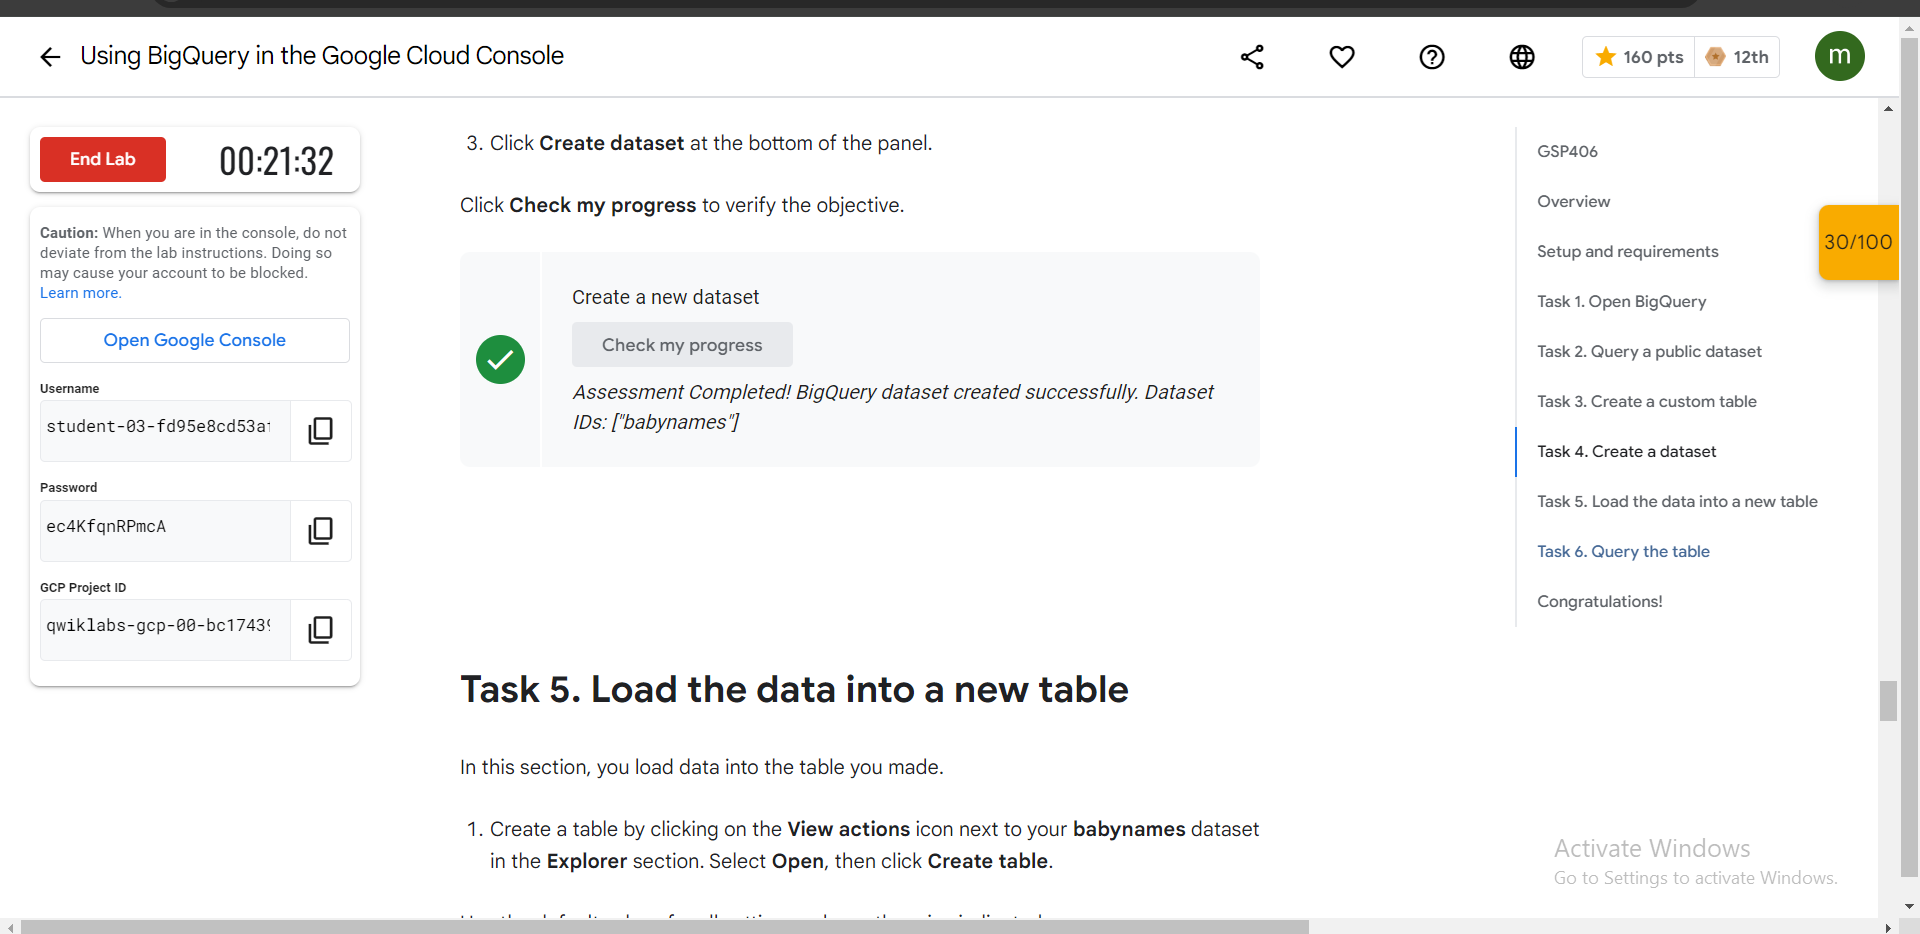 Using BigQuery in the Google Cloud Console
160 pts
12th
m
End Lab
00:21:32
Caution: When you are in the console, do not
deviate from the lab instructions. Doing so
may cause your account to be blocked.
Learn more.
Open Google Console
Username
student-03-fd95e8cd53a
Password
ec4KfqnRPmcA
GCP Project ID
qwiklabs-gcp-00-bc1743
3. Click Create dataset at the bottom of the panel.
Click Check my progress to verify the objective.
Create a new dataset
Check my progress
Assessment Completed! BigQuery dataset created successfully. Dataset
IDs: ["babynames"]
Task 5. Load the data into a new table
In this section, you load data into the table you made.
1. Create a table by clicking on the View actions icon next to your babynames dataset
in the Explorer section. Select Open, then click Create table.
GSP406
Overview
Setup and requirements
Task 1. Open BigQuery
Task 2. Query a public dataset
Task 3. Create a custom table
Task 4. Create a dataset
Task 5. Load the data into a new table
Task 6. Query the table
Congratulations!
30/100
Activate Windows
Go to Settings to activate Windows.